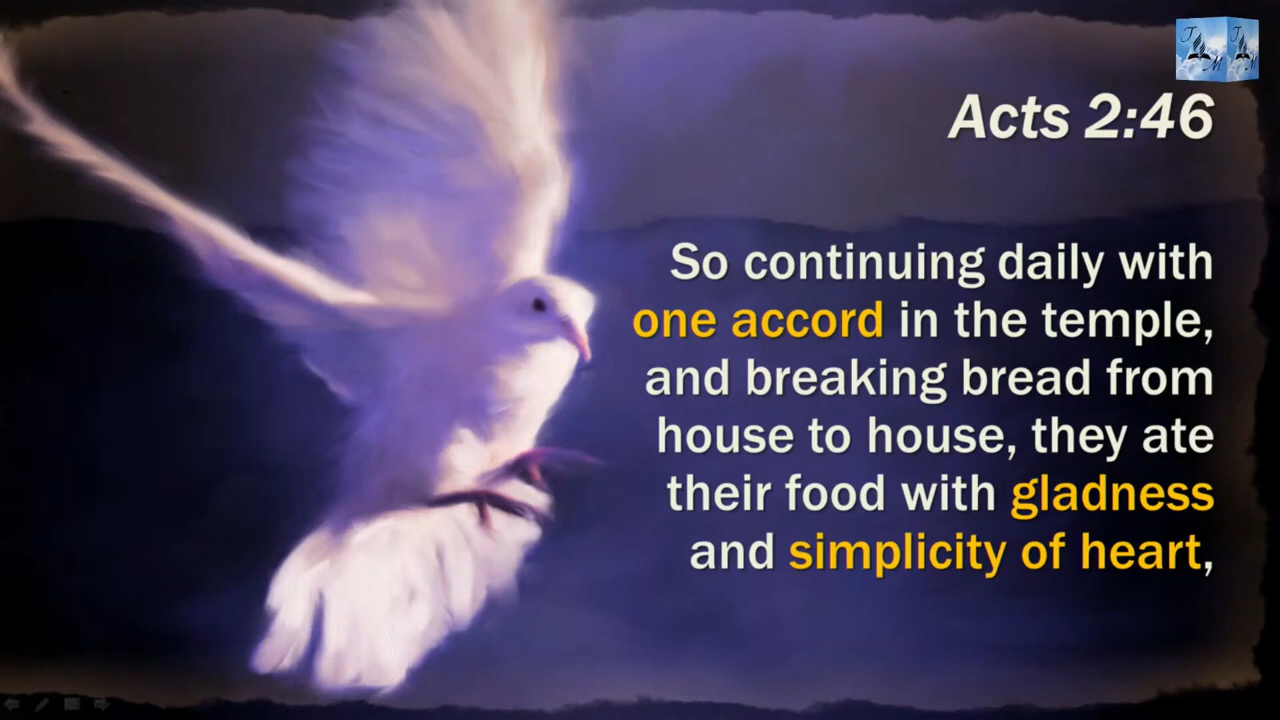 Acts 2:46
So continuing daily with
one accord in the temple,
and breaking bread from
house to house, they ate
their food with gladness
and simplicity of heart,